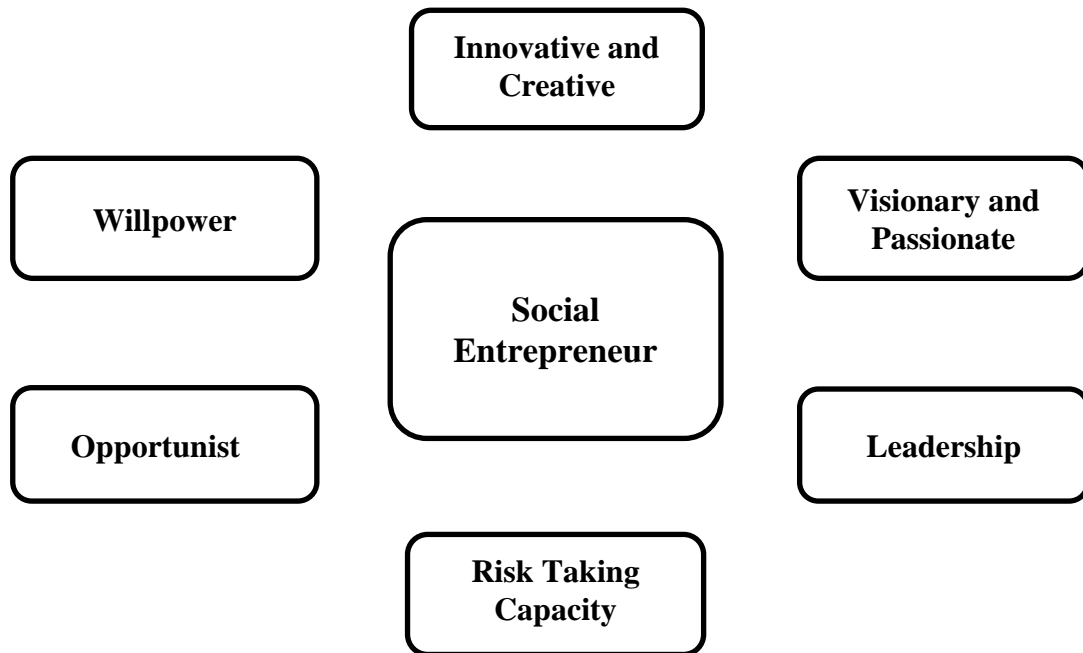 Innovative and
Creative
Willpower
Visionary and
Passionate
Social
Entrepreneur
Opportunist
Leadership
Risk Taking
Capacity